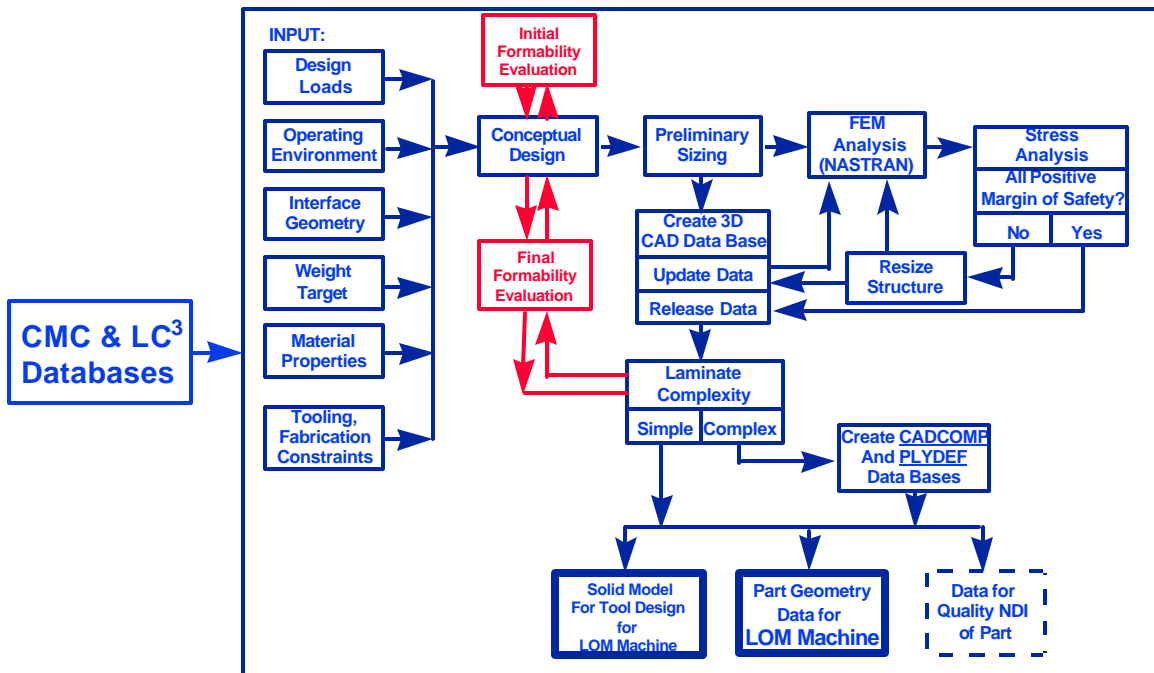 INPUT:
Design
Loads
Operating
Environment
Interface
Geometry
Weight
Target
Material
Properties
Tooling,
Fabrication
Constraints
CMC & LC³
Databases
Initial
Formability
Evaluation
Conceptual
Design
Final
Formability
Evaluation
Preliminary
Sizing
Create 3D
CAD Data Base
Update Data
Release Data
FEM
Analysis
(NASTRAN)
Stress
Analysis
All Positive
Margin of Safety?
No
Yes
Resize
Structure
Laminate
Complexity
Simple
Complex
Create CADCOMP
And PLYDEF
Data Bases
Solid Model
For Tool Design
for
LOM Machine
Part Geometry
Data for
LOM Machine
Data for
Quality NDI
of Part